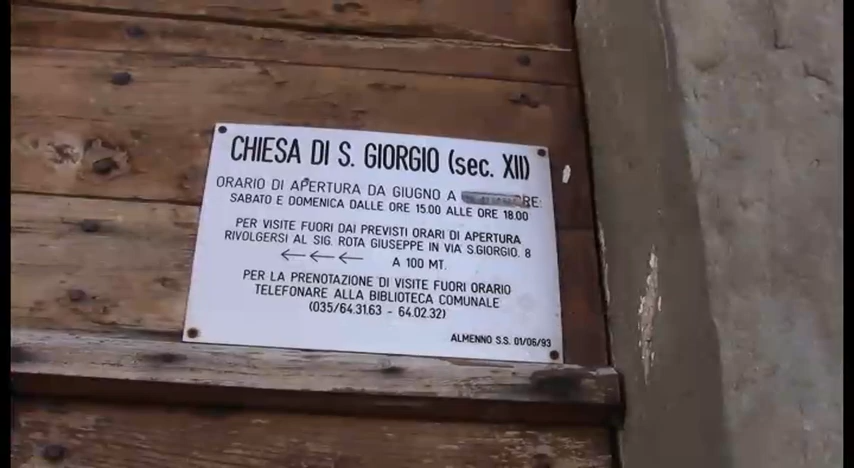 CHIESA DI S. GIORGIO (sec. XII)
ORARIO DI APERTURA DA GIUGNO A
SABATO E DOMENICA DALLE ORE 15.00 ALLE ORE 18.00
PER VISITE FUORI DAI PREVISTI ORARI DI APERTURA
RIVOLGERSI AL SIG. ROTA GIUSEPPE IN VIA S.GIORGIO. 8
←←← A 100 MT.
PER LA PRENOTAZIONE DI VISITE FUORI ORARIO
TELEFONARE ALLA BIBLIOTECA COMUNALE
(035/64.31.63 - 64.02.32)
ALMENNO S.S. 01/06/93